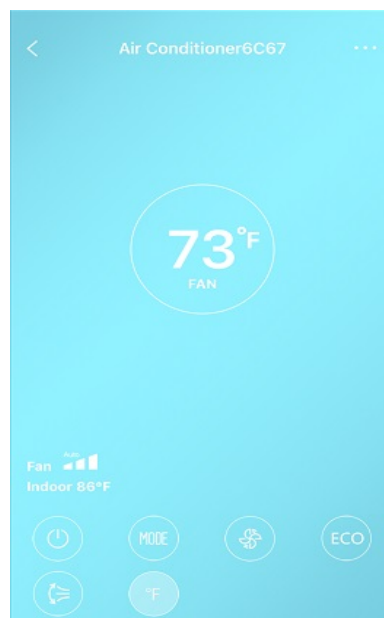 Air Conditioner6C67
73°F
FAN
Auto
Fan
Indoor 86°F
MODE
ECO
°F